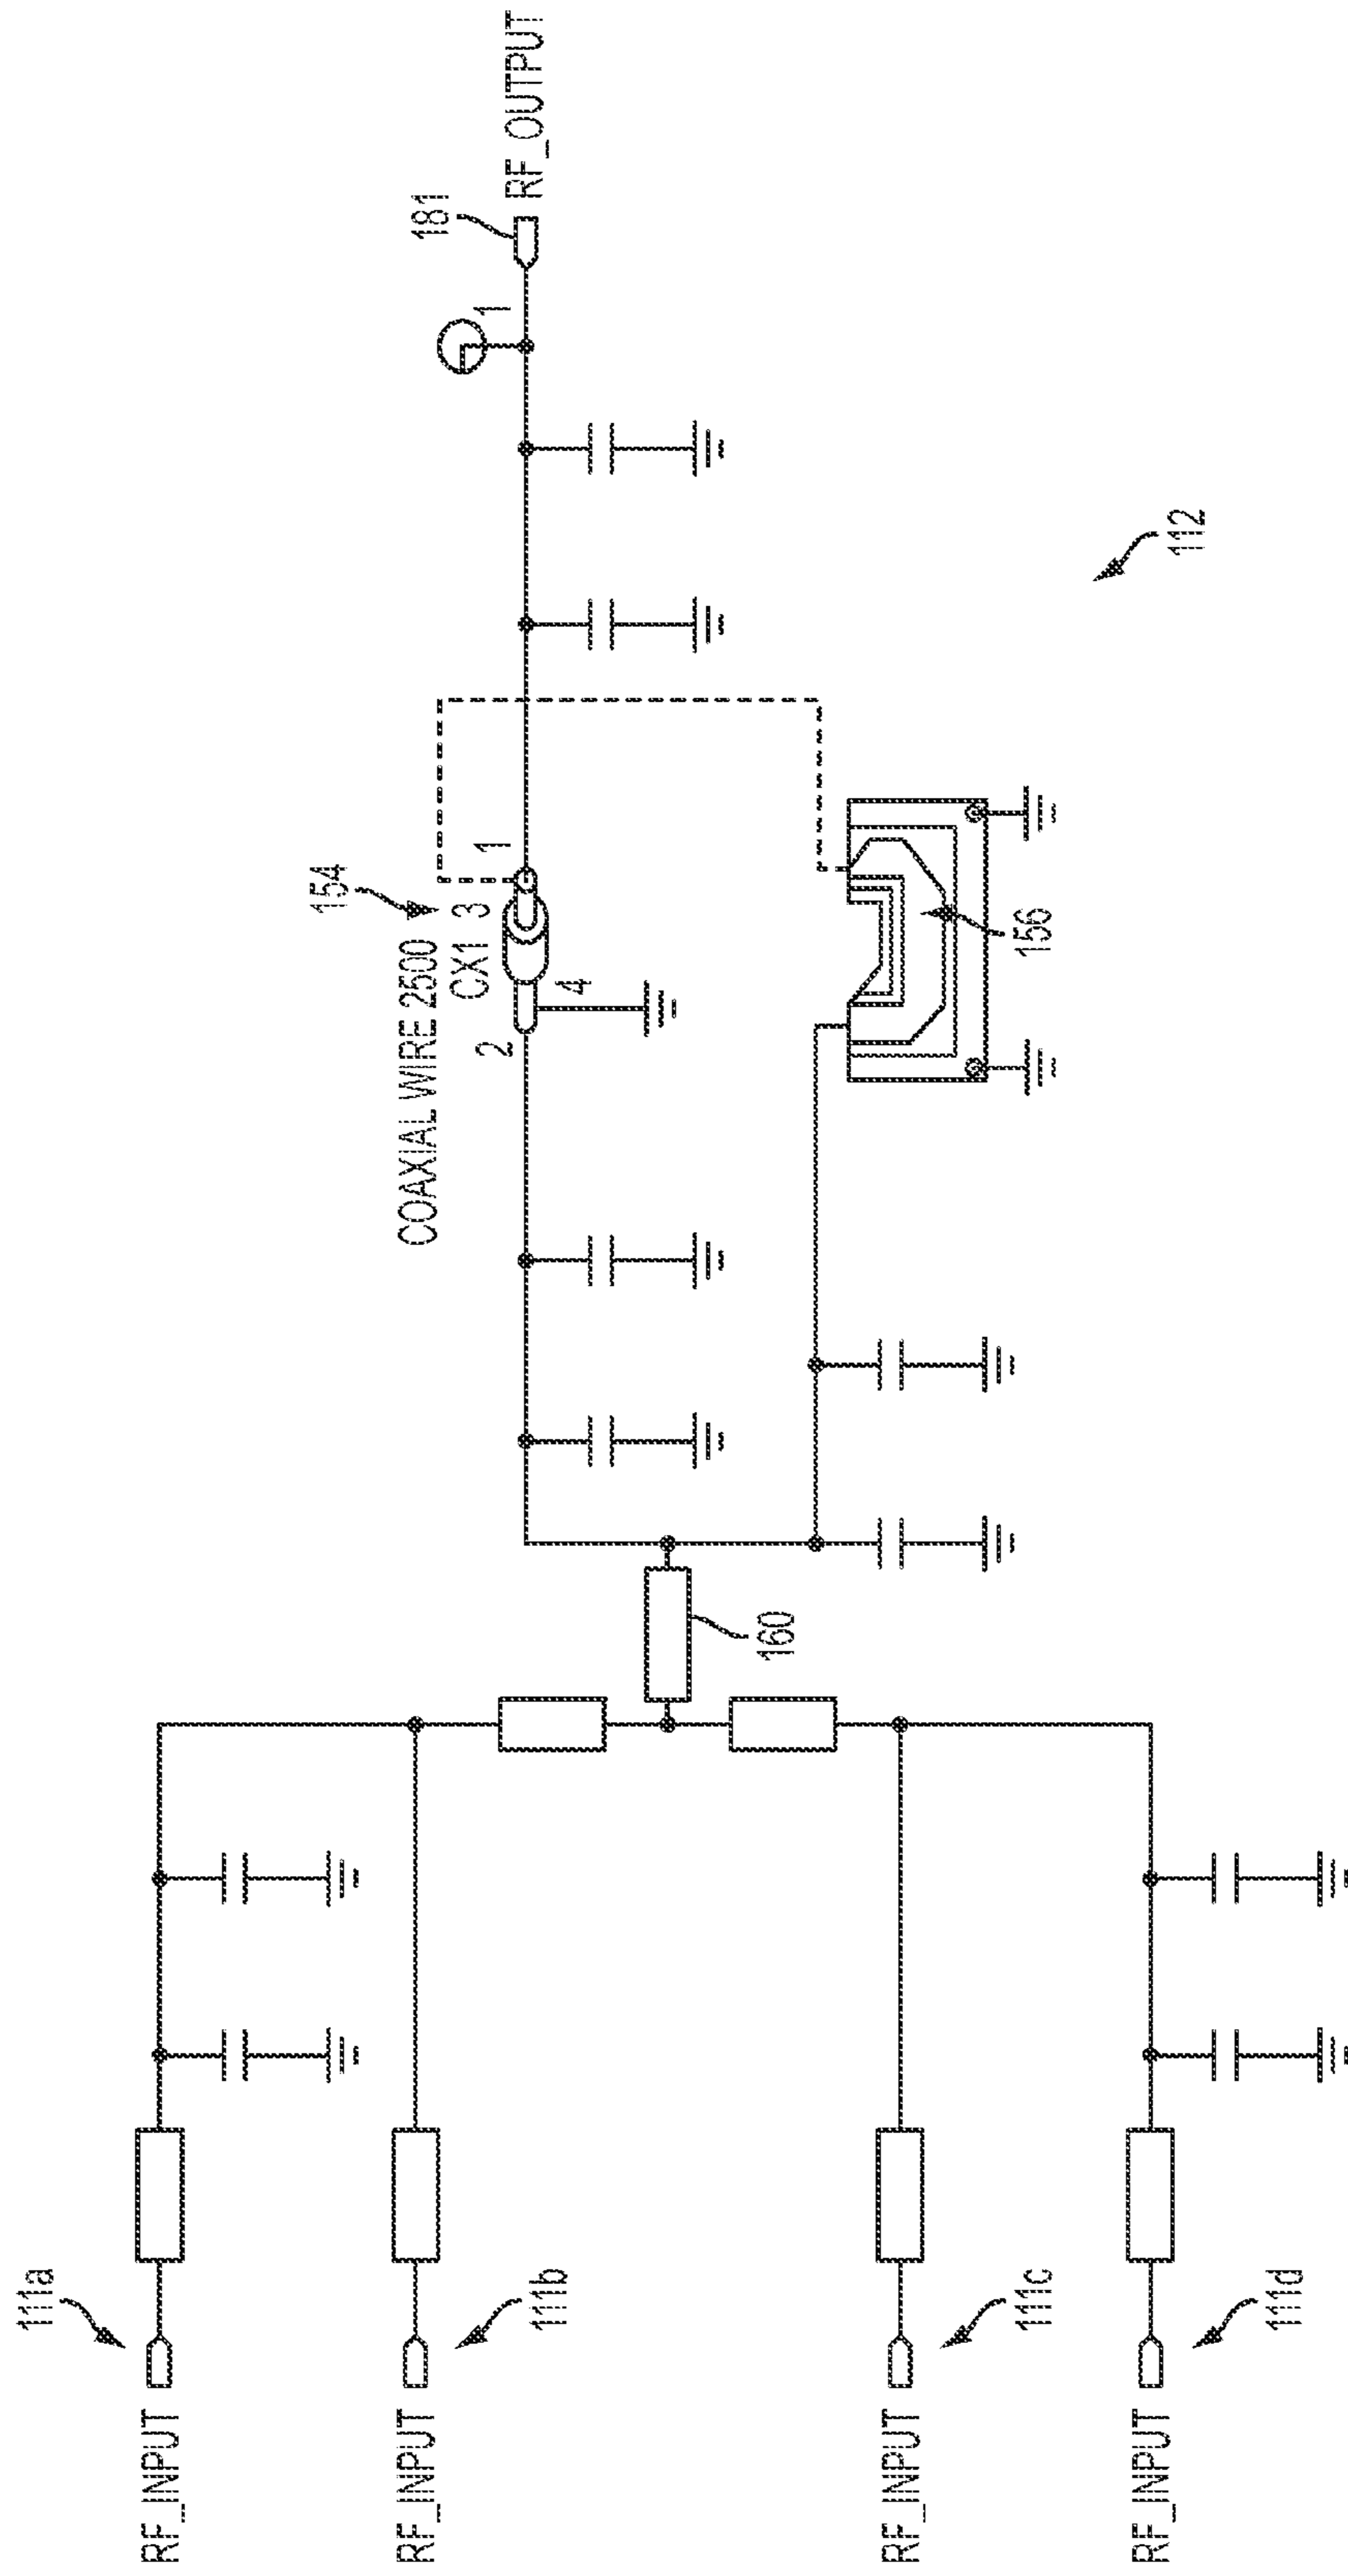 RF_INPUT
111a
RF_INPUT
111b
RF_INPUT
111c
RF_INPUT
111d
160
COAXIAL WIRE 2500
CX1
154
2
3
1
4
156
1
181
RF_OUTPUT
112